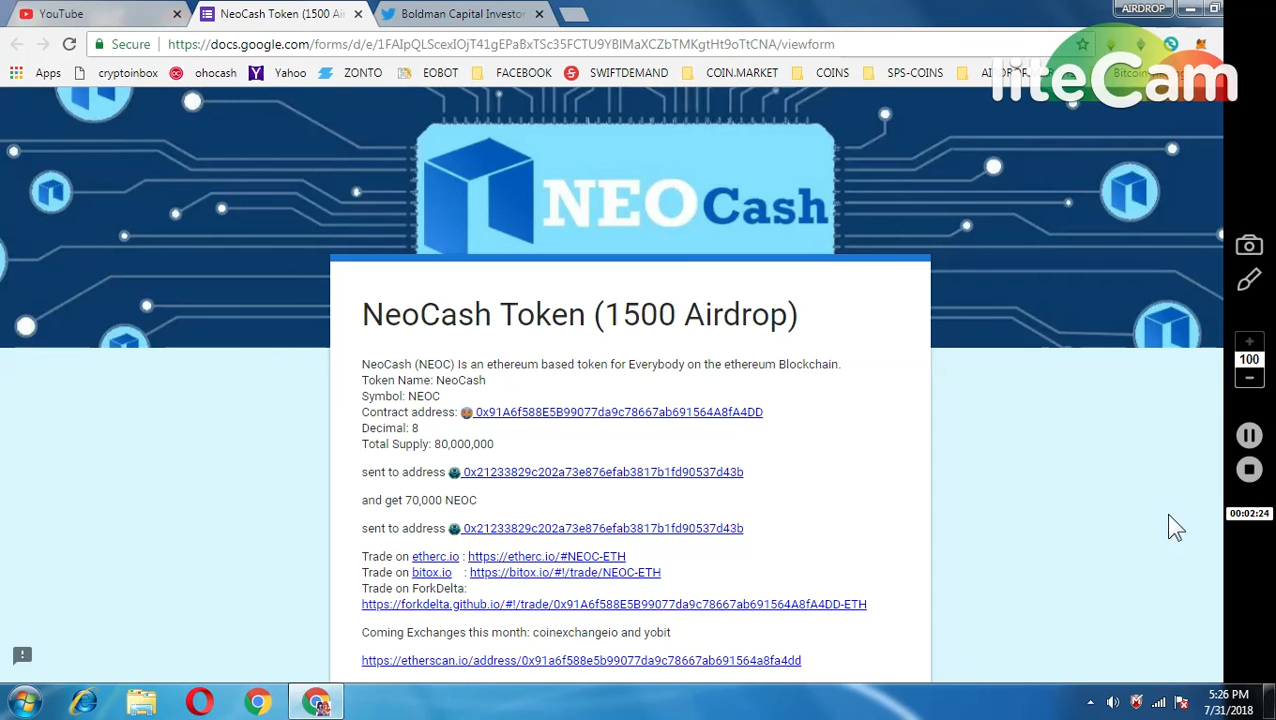 YouTube
NeoCash Token (1500 Air
Boldman Capital Investor
AIRDROP
Secure
https://docs.google.com/forms/d/e/1FAIpQLScexIOjT41gEPaBxTSc35FCTU9YBIMaXCZbTMKgtHt9oTtCNA/viewform
Apps cryptoinbox ohocash Yahoo ZONTO EOBOT FACEBOOK SWIFTDEMAND COIN.MARKET COINS SPS-COINS
liteCam
NEOCash
NeoCash Token (1500 Airdrop)
NeoCash (NEOC) Is an ethereum based token for Everybody on the ethereum Blockchain.
Token Name: NeoCash
Symbol: NEOC
Contract address: 0x91A6f588E5B99077da9c78667ab691564A8fA4DD
Decimal: 8
Total Supply: 80,000,000
sent to address 0x21233829c202a73e876efab3817b1fd90537d43b
and get 70,000 NEOC
sent to address 0x21233829c202a73e876efab3817b1fd90537d43b
Trade on etherc.io : https://etherc.io/#NEOC-ETH
Trade on bitox.io : https://bitox.io/#!/trade/NEOC-ETH
Trade on ForkDelta:
https://forkdelta.github.io/#!/trade/0x91A6f588E5B99077da9c78667ab691564A8fA4DD-ETH
Coming Exchanges this month: coinexchangeio and yobit
https://etherscan.io/address/0x91a6f588e5b99077da9c78667ab691564a8fa4dd
100
00:02:24
5:26 PM
7/31/2018